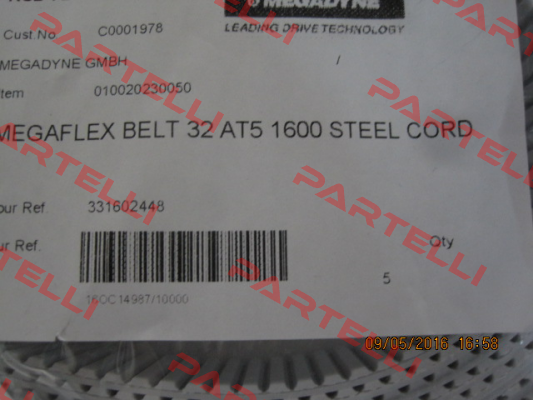 MEGADYNE
Cust No. C0001978
LEADING DRIVE TECHNOLOGY
MEGADYNE GMBH /
Item 010020230050
MEGAFLEX BELT 32 AT5 1600 STEEL CORD
our Ref. 331602448
ur Ref. Qty
5
16OC14987/10000
09/05/2016 16:58
PARTELLI
PARTELLI
PARTELLI
PARTELLI
PARTELLI
PARTELLI